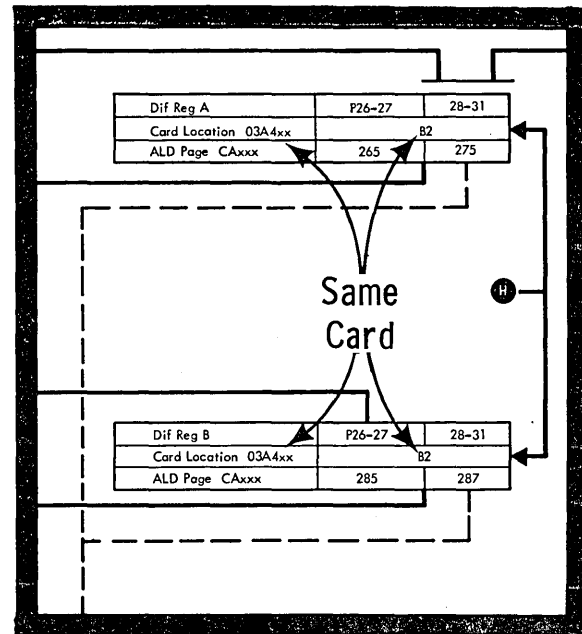 Dif Reg A P26-27 28-31
Card Location 03A4xx B2
ALD Page CAxxx 265 275
Same
Card
H
Dif Reg B P26-27 28-31
Card Location 03A4xx B2
ALD Page CAxxx 285 287